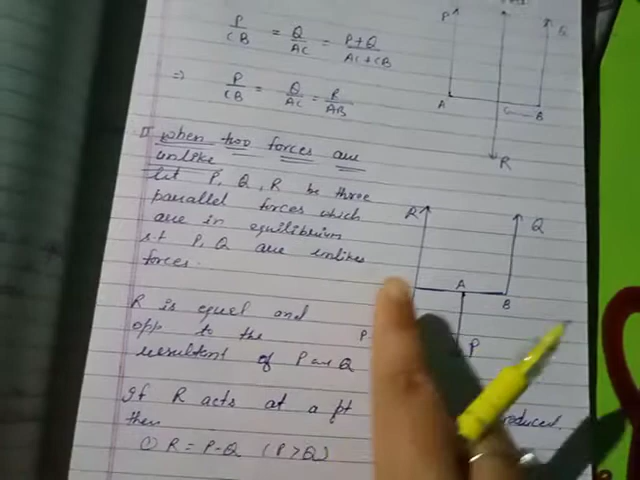 P/CB = Q/AC = P+Q/AC+CB
⇒ P/CB = Q/AC = R/AB
P
Q
A
C
B
R
II when two forces are
unlike
let P, Q, R be three
parallel forces which
are in equilibrium
s.t P, Q are unlike
forces.
R
Q
A
B
P
R is equal and
opp to the
resultant of P and Q
If R acts at a pt
produced
then
① R = P-Q (P>Q)